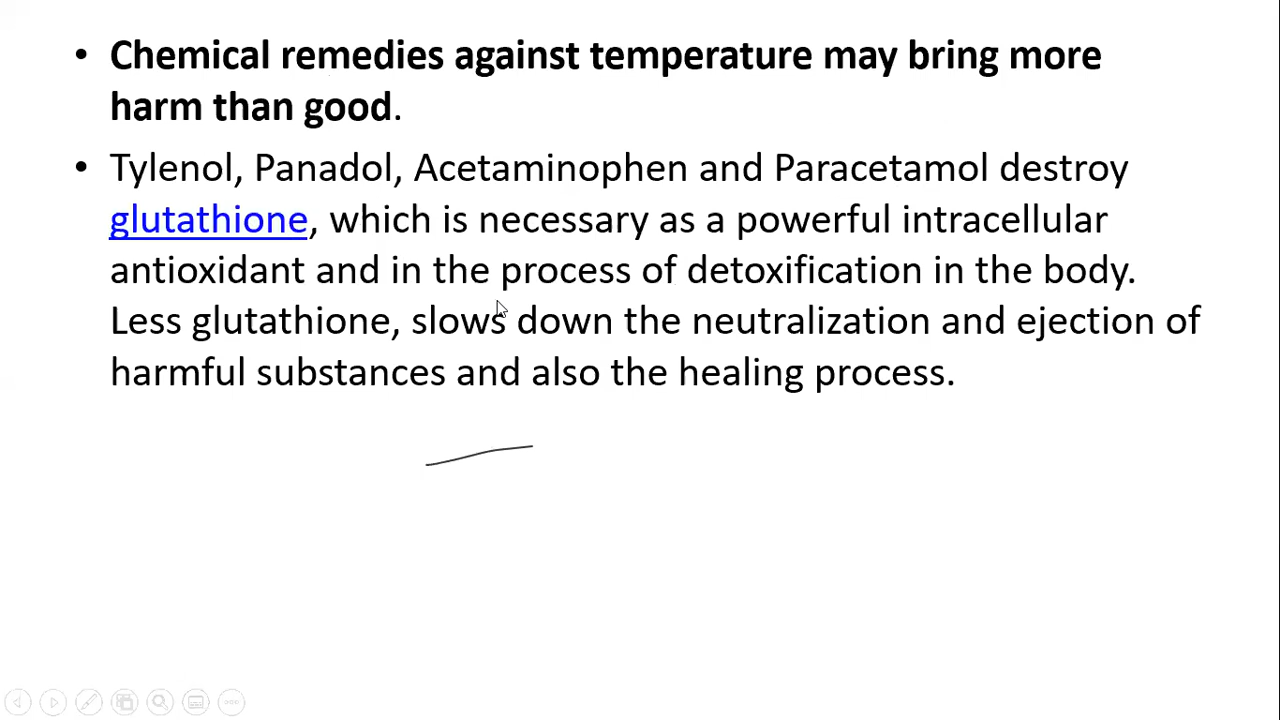 • Chemical remedies against temperature may bring more
harm than good.
• Tylenol, Panadol, Acetaminophen and Paracetamol destroy
glutathione, which is necessary as a powerful intracellular
antioxidant and in the process of detoxification in the body.
Less glutathione, slows down the neutralization and ejection of
harmful substances and also the healing process.